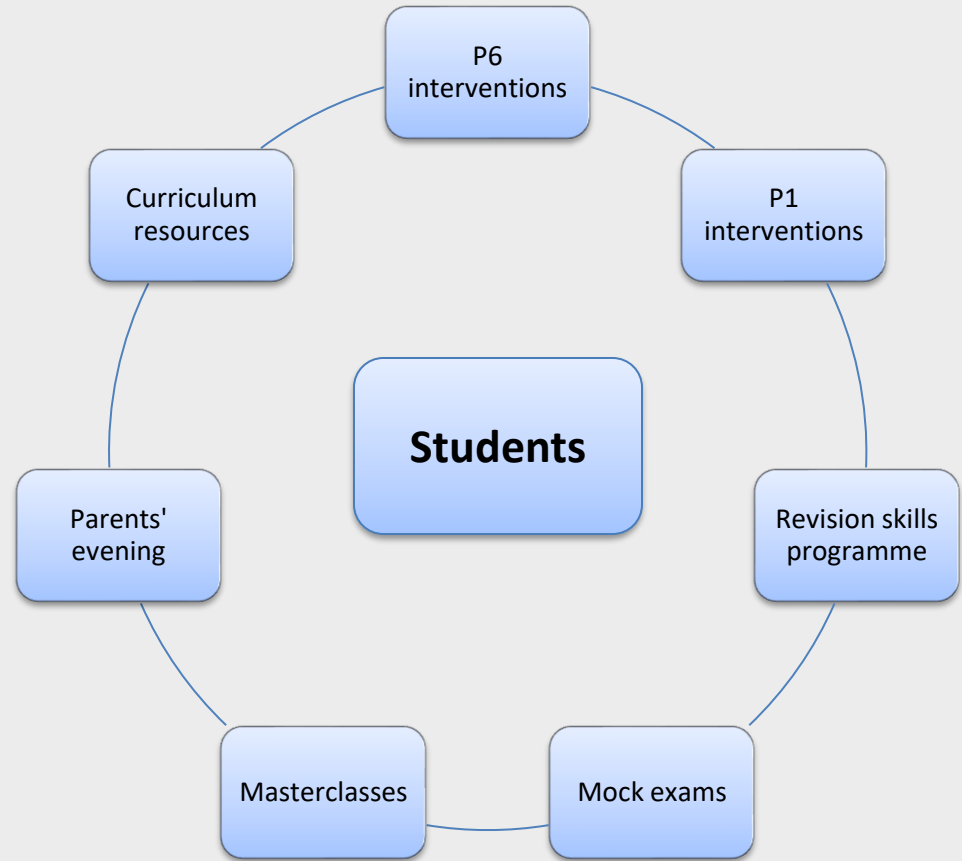 P6
interventions
P1
interventions
Revision skills
programme
Mock exams
Masterclasses
Parents'
evening
Curriculum
resources
Students